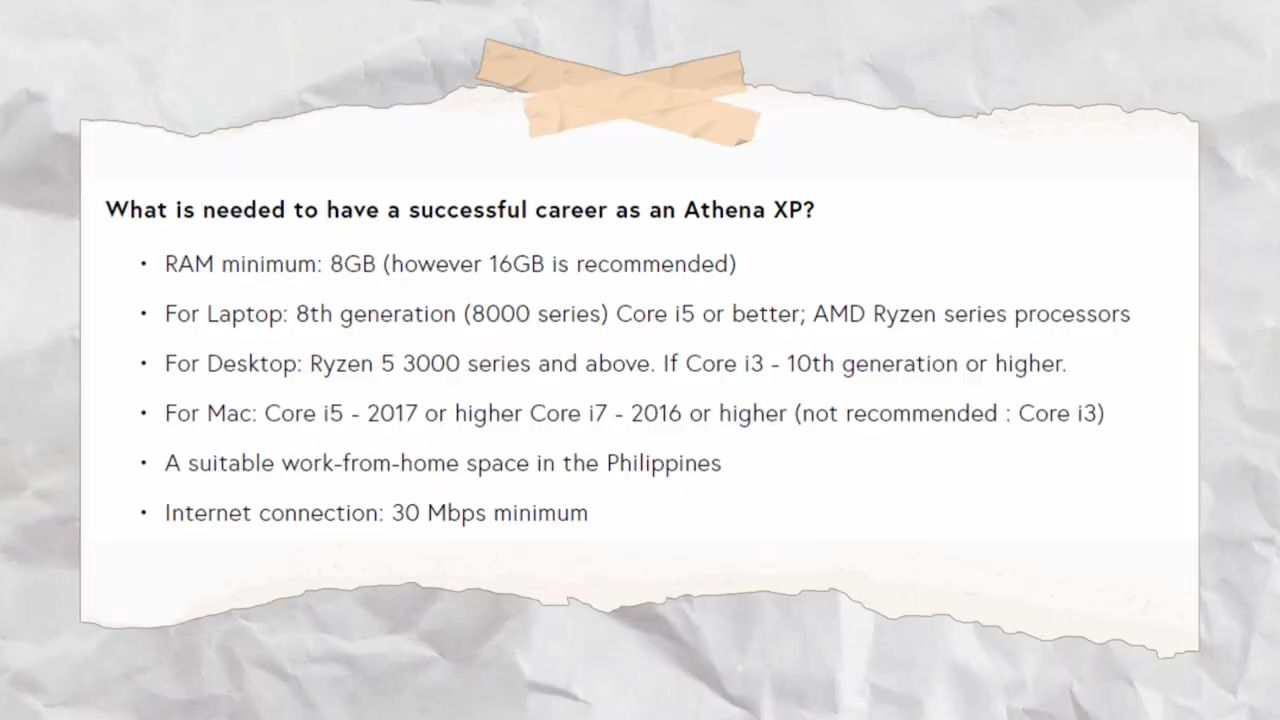 What is needed to have a successful career as an Athena XP?
• RAM minimum: 8GB (however 16GB is recommended)
• For Laptop: 8th generation (8000 series) Core i5 or better; AMD Ryzen series processors
• For Desktop: Ryzen 5 3000 series and above. If Core i3 - 10th generation or higher.
• For Mac: Core i5 - 2017 or higher Core i7 - 2016 or higher (not recommended : Core i3)
• A suitable work-from-home space in the Philippines
• Internet connection: 30 Mbps minimum